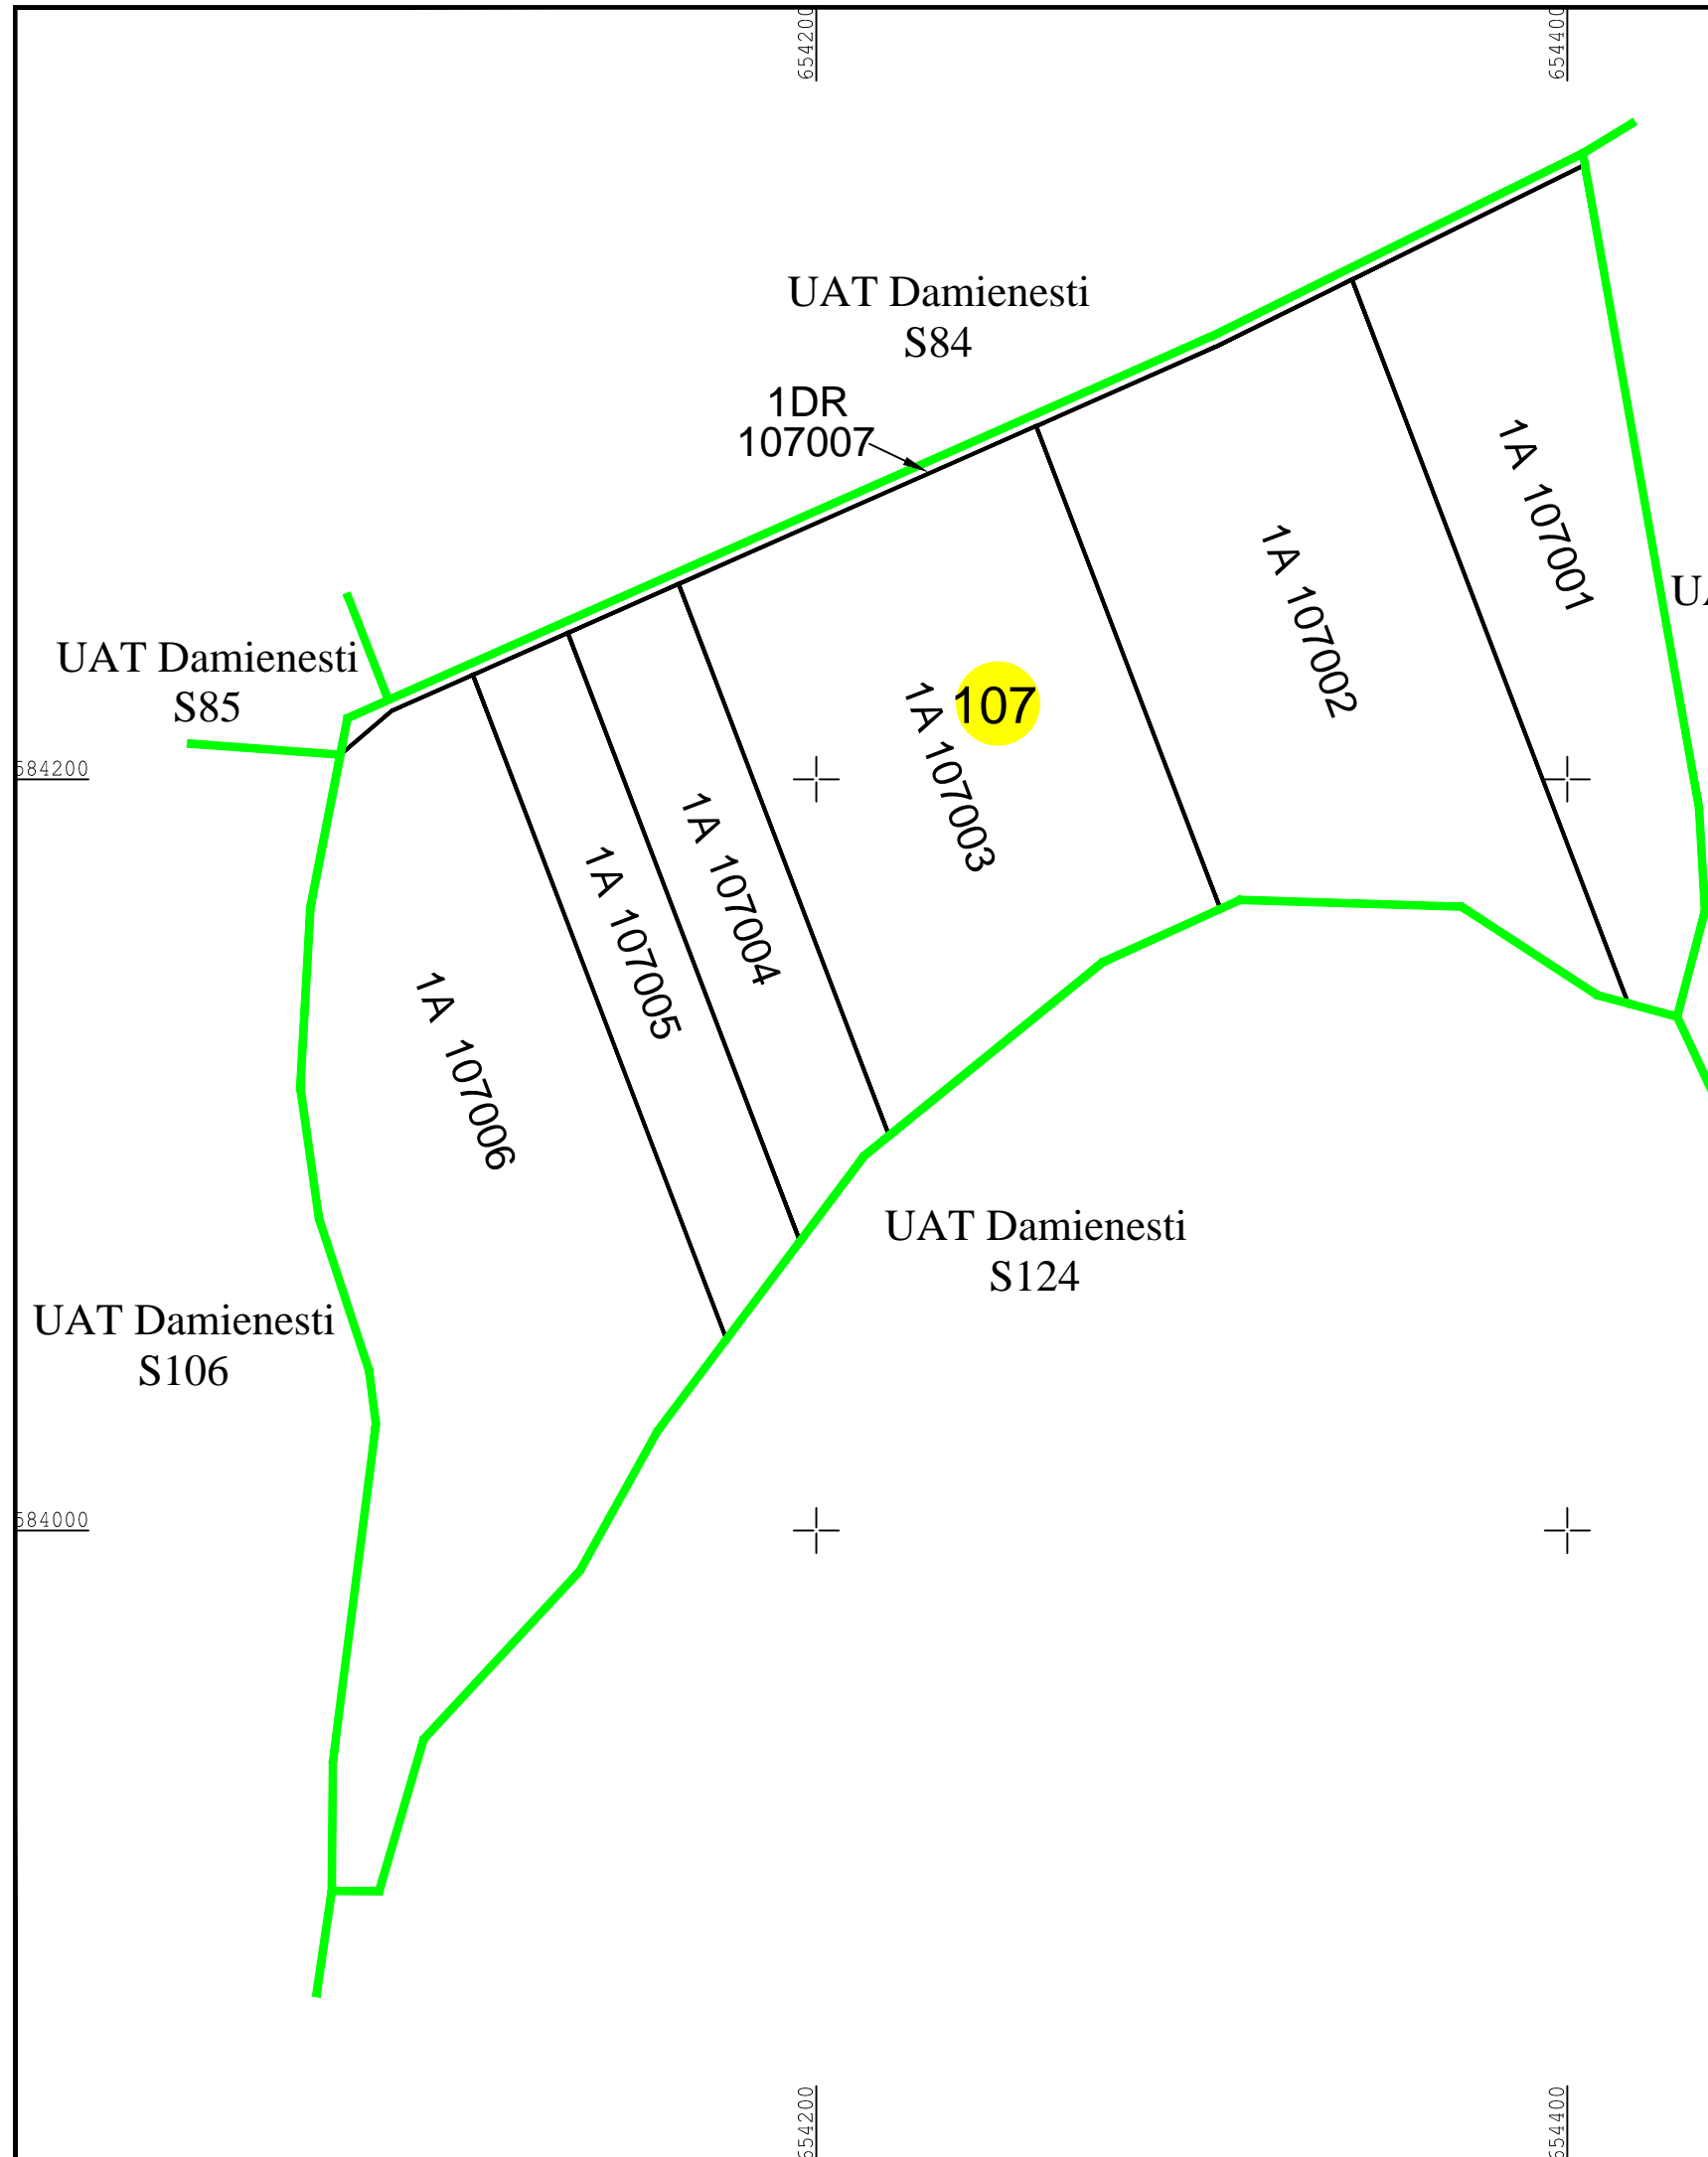 654200
654400
UAT Damienesti
S84
1DR
107007
1A 107001
1A 107002
UAT Damienesti
S85
107
1A 107003
584200
1A 107004
1A 107005
1A 107006
UAT Damienesti
S124
UAT Damienesti
S106
584000
654200
654400